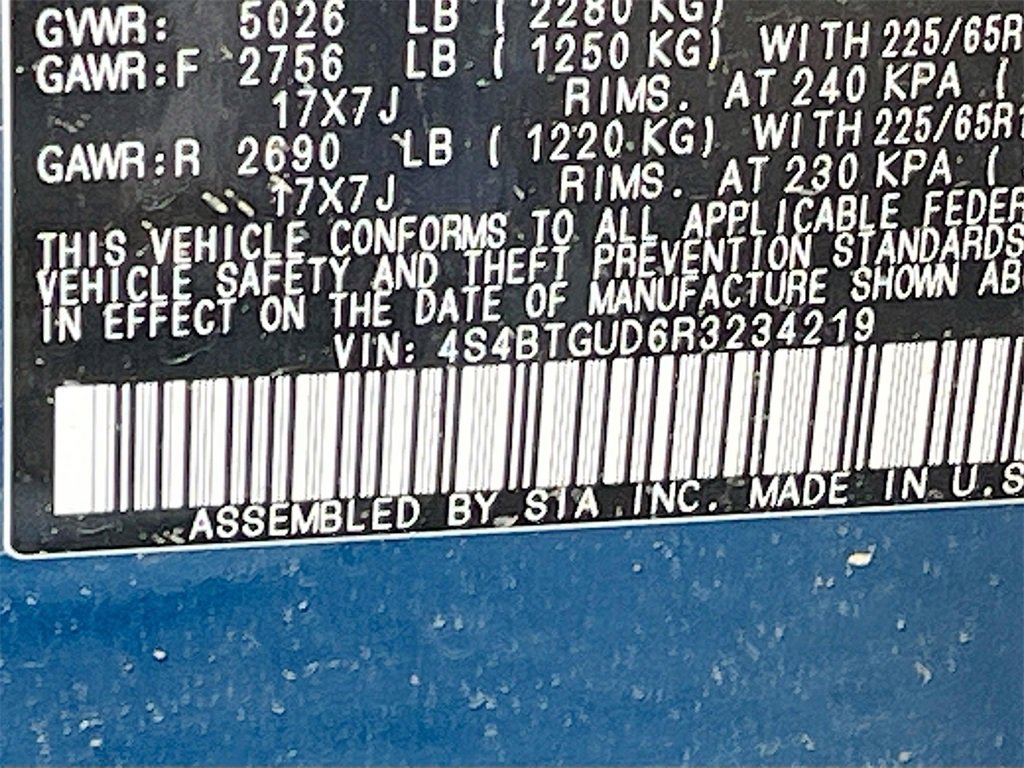 GVWR: 5026 LB ( 2280 KG)
GAWR:F 2756 LB ( 1250 KG) WITH 225/65R
17X7J RIMS. AT 240 KPA (
GAWR:R 2690 LB ( 1220 KG) WITH 225/65R1
17X7J RIMS. AT 230 KPA (
THIS VEHICLE CONFORMS TO ALL APPLICABLE FEDER
VEHICLE SAFETY AND THEFT PREVENTION STANDARDS
IN EFFECT ON THE DATE OF MANUFACTURE SHOWN AB
VIN: 4S4BTGUD6R3234219
ASSEMBLED BY SIA INC. MADE IN U.S